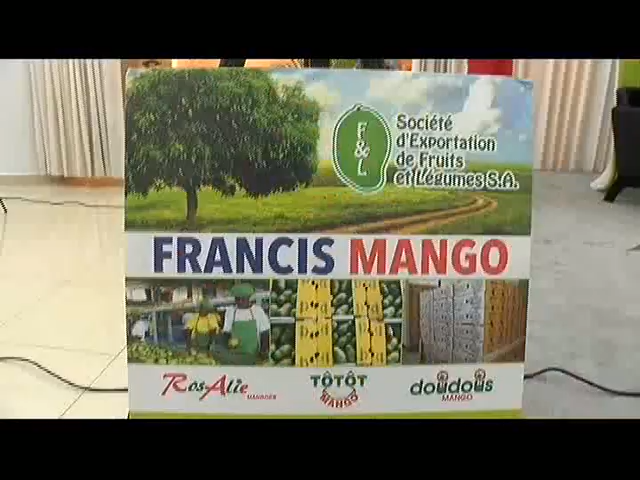 F & L
Société
d'Exportation
de Fruits
et Légumes S.A.
FRANCIS MANGO
RosAlie
TÔTÔT
MANGO
doudous
MANGO